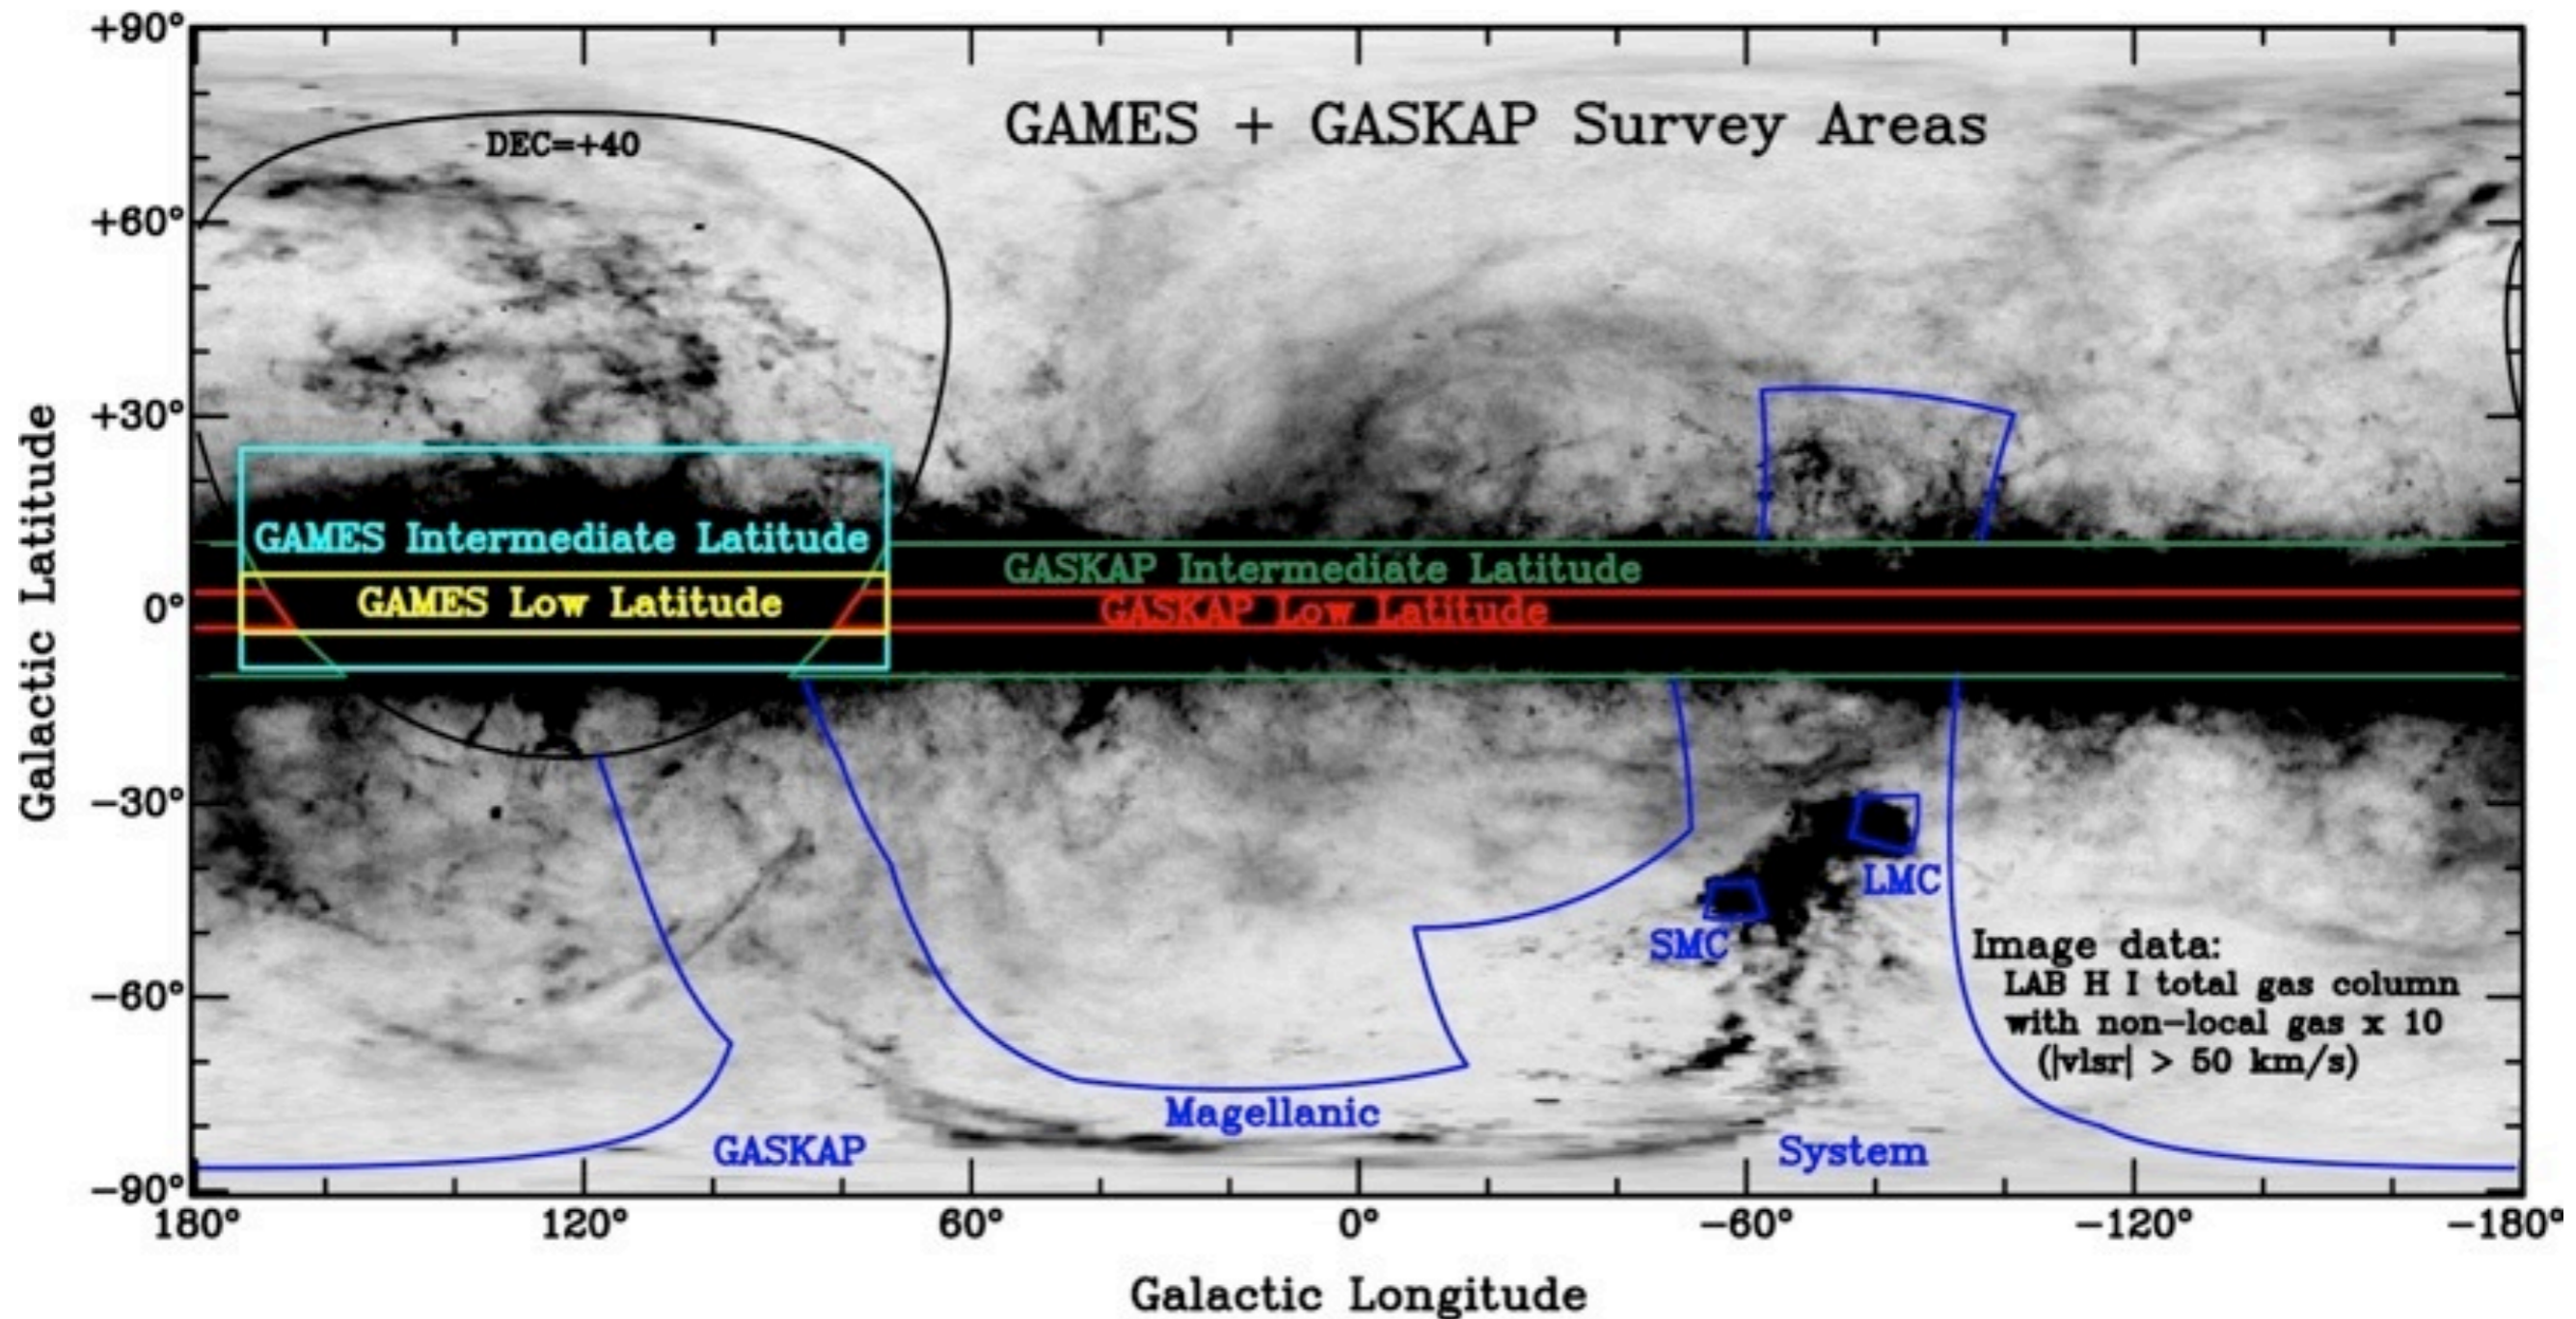 +90°
+60°
+30°
0°
−30°
−60°
−90°
Galactic Latitude
GAMES + GASKAP Survey Areas
DEC=+40
GAMES Intermediate Latitude
GASKAP Intermediate Latitude
GAMES Low Latitude
GASKAP Low Latitude
LMC
SMC
Image data:
LAB H I total gas column
with non−local gas x 10
(|vlsr| > 50 km/s)
Magellanic
GASKAP
System
180°
120°
60°
0°
−60°
−120°
−180°
Galactic Longitude